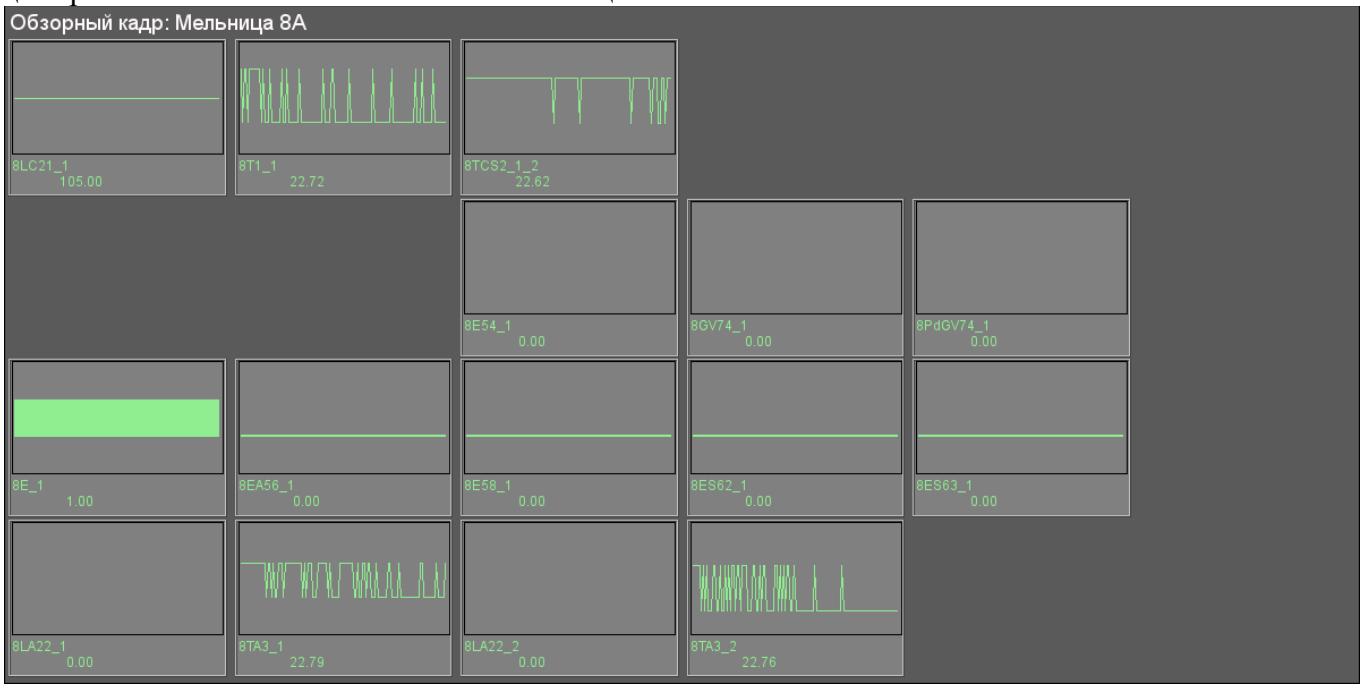 Обзорный кадр: Мельница 8А
8LC21_1
105.00
8T1_1
22.72
8TCS2_1_2
22.62
8E54_1
0.00
8GV74_1
0.00
8PdGV74_1
0.00
8E_1
1.00
8EA56_1
0.00
8E58_1
0.00
8ES62_1
0.00
8ES63_1
0.00
8LA22_1
0.00
8TA3_1
22.79
8LA22_2
0.00
8TA3_2
22.76